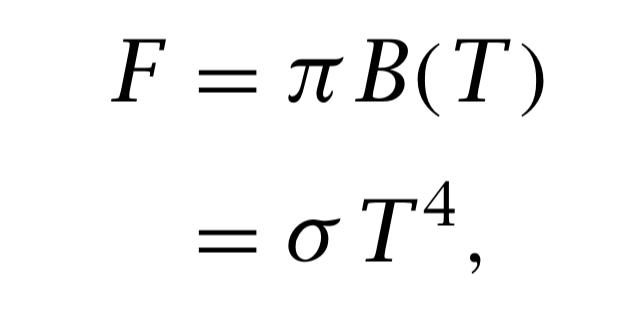 F = πB(T)
= σT⁴,